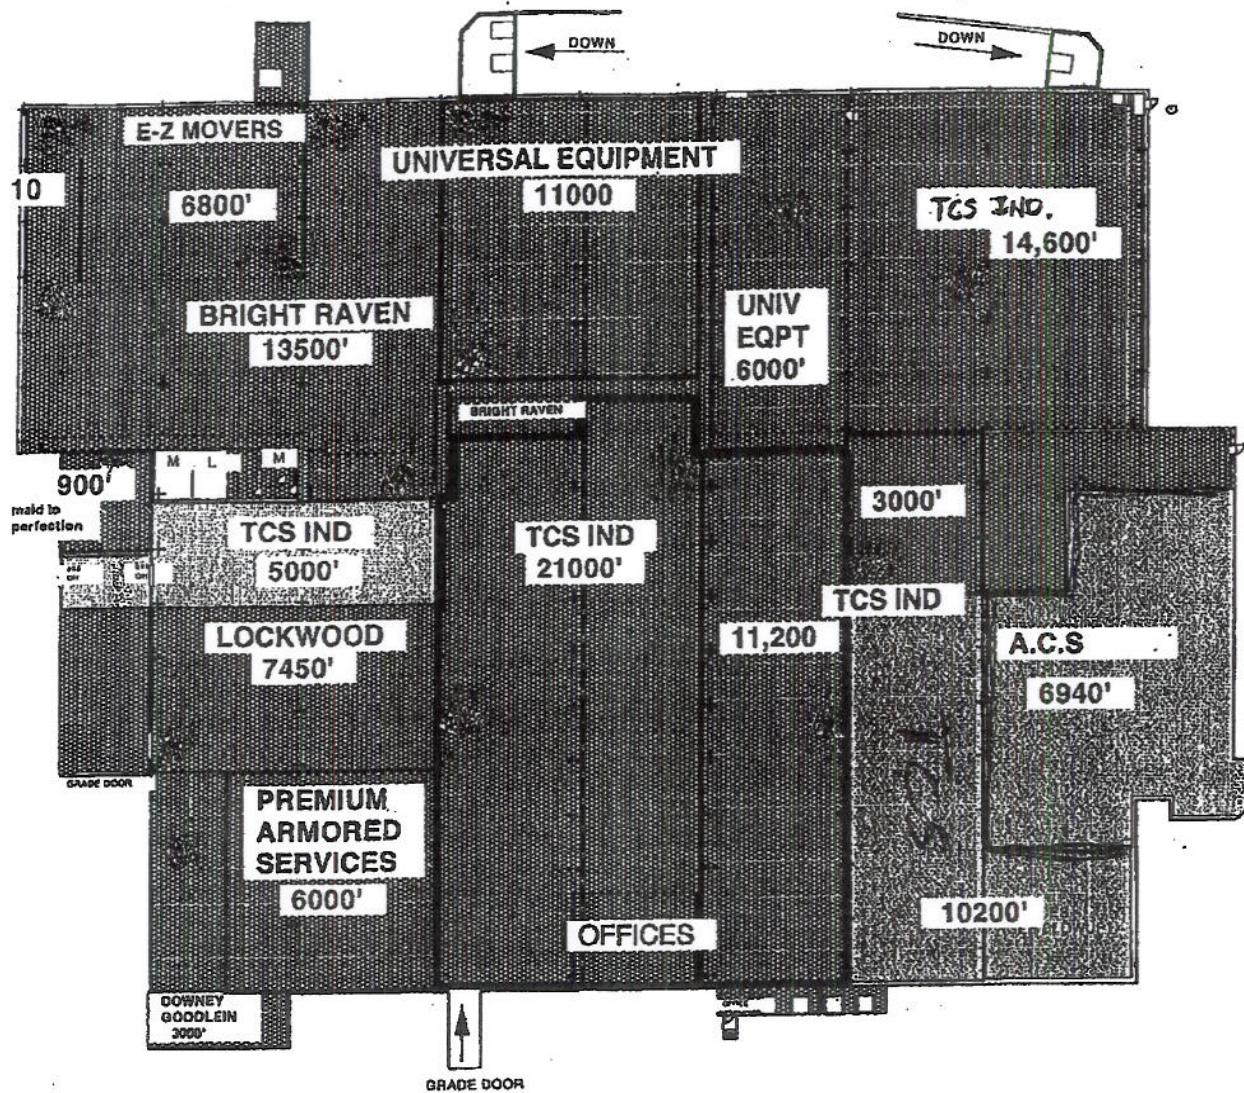 DOWN
DOWN
E-Z MOVERS
UNIVERSAL EQUIPMENT
10
6800'
11000
TCS IND.
14,600'
BRIGHT RAVEN
13500'
UNIV
EQPT
6000'
BRIGHT RAVEN
M L
M
900'
maid to
perfection
3000'
TCS IND
5000'
TCS IND
21000'
TCS IND
LOCKWOOD
7450'
11,200
A.C.S
6940'
TCS
GRADE DOOR
PREMIUM
ARMORED
SERVICES
6000'
10200'
OFFICES
DOWNEY
GOODLEIN
3000'
OFFICE
GRADE DOOR